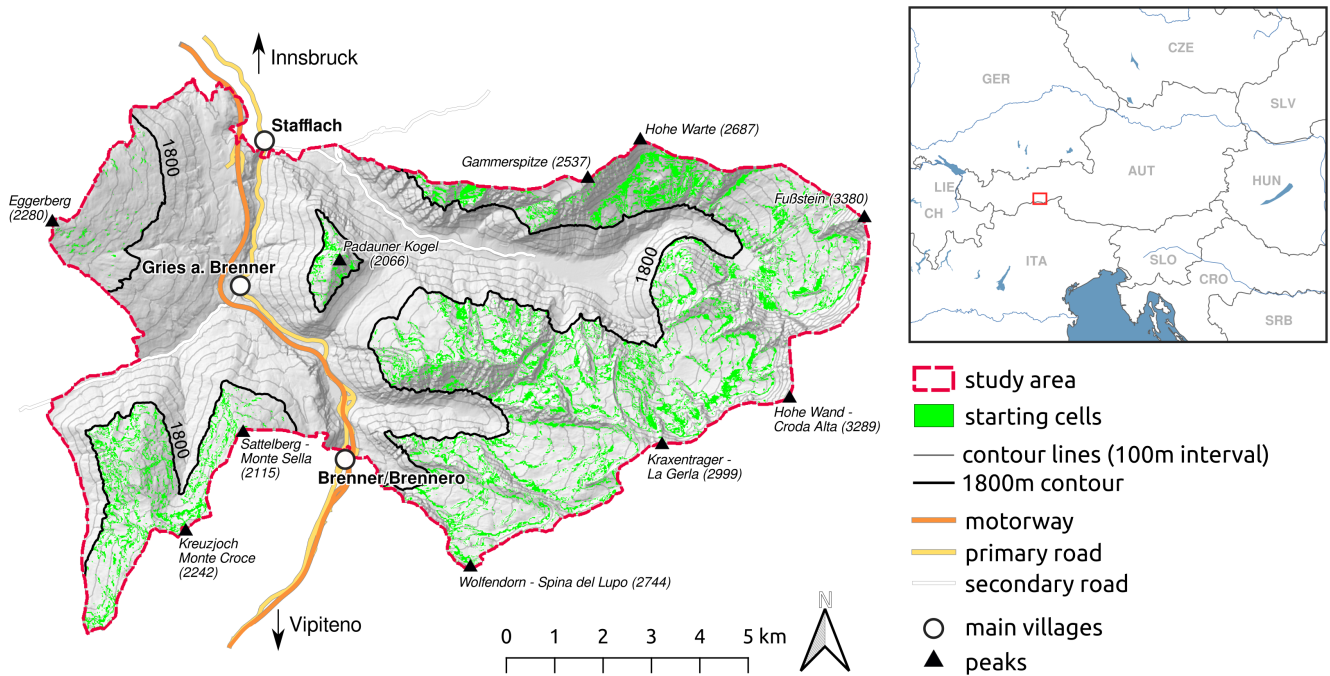 Innsbruck
Stafflach
1800
Hohe Warte (2687)
Gammerspitze (2537)
Eggerberg
(2280)
Fußstein (3380)
Padauner Kogel
(2066)
Gries a. Brenner
1800
1800
Hohe Wand -
Croda Alta (3289)
Sattelberg -
Monte Sella
(2115)
Kraxentrager -
La Gerla (2999)
Brenner/Brennero
Kreuzjoch
Monte Croce
(2242)
Wolfendorn - Spina del Lupo (2744)
Vipiteno
0 1 2 3 4 5 km
N
CZE
GER
SLV
AUT
LIE
HUN
CH
ITA
SLO
CRO
SRB
study area
starting cells
contour lines (100m interval)
1800m contour
motorway
primary road
secondary road
main villages
peaks